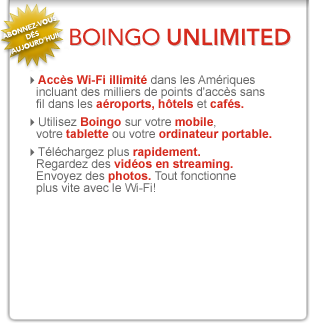 ABONNEZ-VOUS
DÈS
AUJOURD'HUI!
BOINGO UNLIMITED
Accès Wi-Fi illimité dans les Amériques
incluant des milliers de points d'accès sans
fil dans les aéroports, hôtels et cafés.
Utilisez Boingo sur votre mobile,
votre tablette ou votre ordinateur portable.
Téléchargez plus rapidement.
Regardez des vidéos en streaming.
Envoyez des photos. Tout fonctionne
plus vite avec le Wi-Fi!